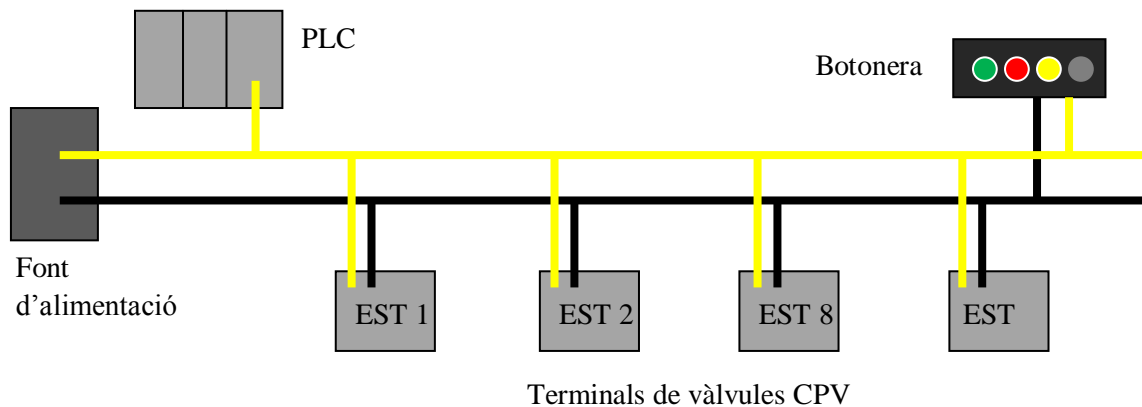 PLC
Botonera
Font
d’alimentació
EST 1
EST 2
EST 8
EST
Terminals de vàlvules CPV